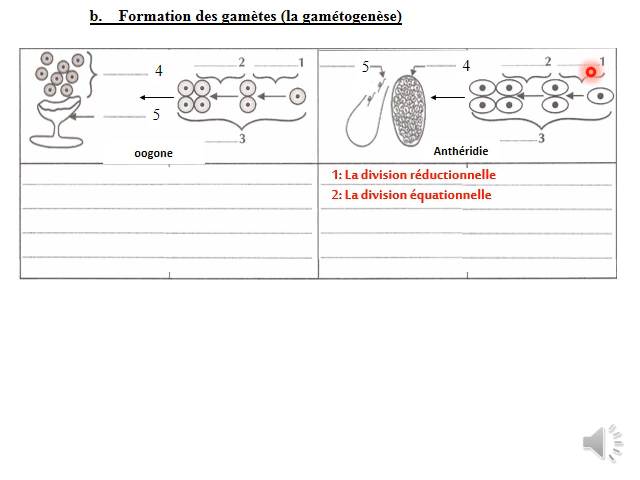 b. Formation des gamètes (la gamétogenèse)
4
2
1
5
3
oogone
5
4
2
1
3
Anthéridie
1: La division réductionnelle
2: La division équationnelle